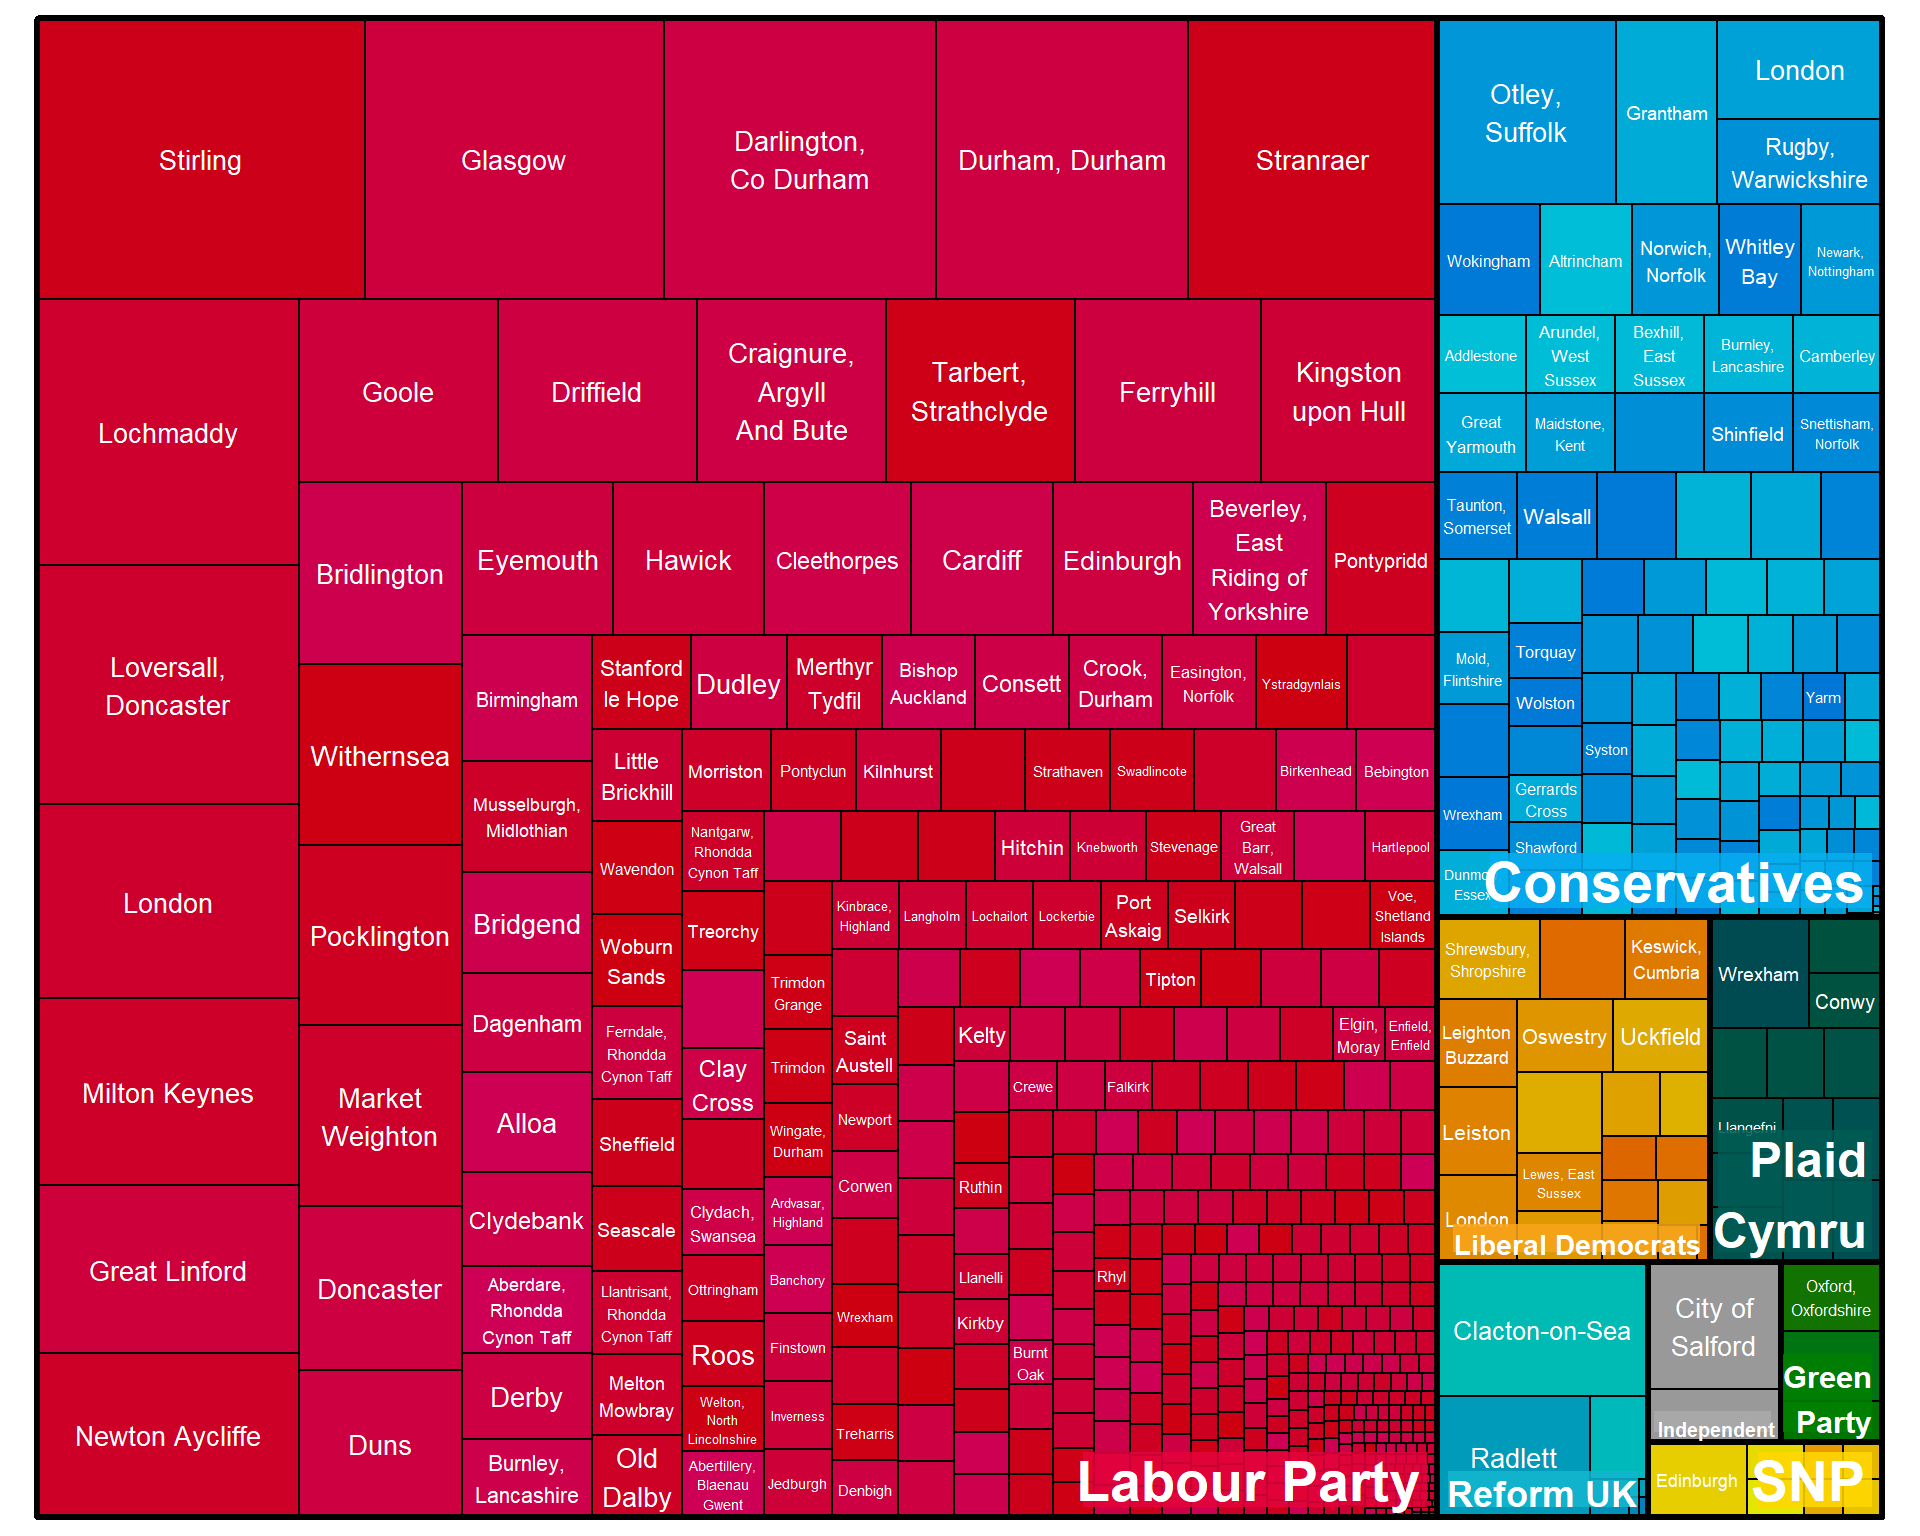 Stirling
Glasgow
Darlington,
Co Durham
Durham, Durham
Stranraer
Lochmaddy
Loversall,
Doncaster
London
Milton Keynes
Great Linford
Newton Aycliffe
Goole
Driffield
Craignure,
Argyll
And Bute
Tarbert,
Strathclyde
Ferryhill
Kingston
upon Hull
Bridlington
Withernsea
Pocklington
Market
Weighton
Doncaster
Duns
Eyemouth
Hawick
Cleethorpes
Cardiff
Edinburgh
Beverley,
East
Riding of
Yorkshire
Pontypridd
Birmingham
Musselburgh,
Midlothian
Bridgend
Dagenham
Alloa
Clydebank
Aberdare,
Rhondda
Cynon Taff
Derby
Burnley,
Lancashire
Stanford
le Hope
Dudley
Merthyr
Tydfil
Bishop
Auckland
Consett
Crook,
Durham
Easington,
Norfolk
Ystradgynlais
Little
Brickhill
Wavendon
Woburn
Sands
Ferndale,
Rhondda
Cynon Taff
Sheffield
Seascale
Llantrisant,
Rhondda
Cynon Taff
Melton
Mowbray
Old
Dalby
Morriston
Pontyclun
Kilnhurst
Strathaven
Swadlincote
Birkenhead
Bebington
Nantgarw,
Rhondda
Cynon Taff
Treorchy
Clay
Cross
Clydach,
Swansea
Ottringham
Roos
Welton,
North
Lincolnshire
Abertillery,
Blaenau
Gwent
Hitchin
Knebworth
Stevenage
Great
Barr,
Walsall
Hartlepool
Trimdon
Grange
Trimdon
Wingate,
Durham
Ardvasar,
Highland
Banchory
Finstown
Inverness
Jedburgh
Kinbrace,
Highland
Langholm
Lochailort
Lockerbie
Port
Askaig
Selkirk
Voe,
Shetland
Islands
Saint
Austell
Newport
Corwen
Wrexham
Treharris
Denbigh
Tipton
Kelty
Elgin,
Moray
Enfield,
Enfield
Crewe
Falkirk
Ruthin
Llanelli
Kirkby
Rhyl
Burnt
Oak
Labour Party
Otley,
Suffolk
Grantham
London
Rugby,
Warwickshire
Wokingham
Altrincham
Norwich,
Norfolk
Whitley
Bay
Newark,
Nottingham
Addlestone
Arundel,
West
Sussex
Bexhill,
East
Sussex
Burnley,
Lancashire
Camberley
Great
Yarmouth
Maidstone,
Kent
Shinfield
Snettisham,
Norfolk
Taunton,
Somerset
Walsall
Mold,
Flintshire
Torquay
Wolston
Yarm
Syston
Wrexham
Gerrards
Cross
Shawford
Essex
Conservatives
Shrewsbury,
Shropshire
Keswick,
Cumbria
Leighton
Buzzard
Oswestry
Uckfield
Leiston
Lewes, East
Sussex
London
Liberal Democrats
Wrexham
Conwy
Llangefni
Plaid
Cymru
Clacton-on-Sea
Radlett
Reform UK
City of
Salford
Independent
Oxford,
Oxfordshire
Green
Party
Edinburgh
SNP